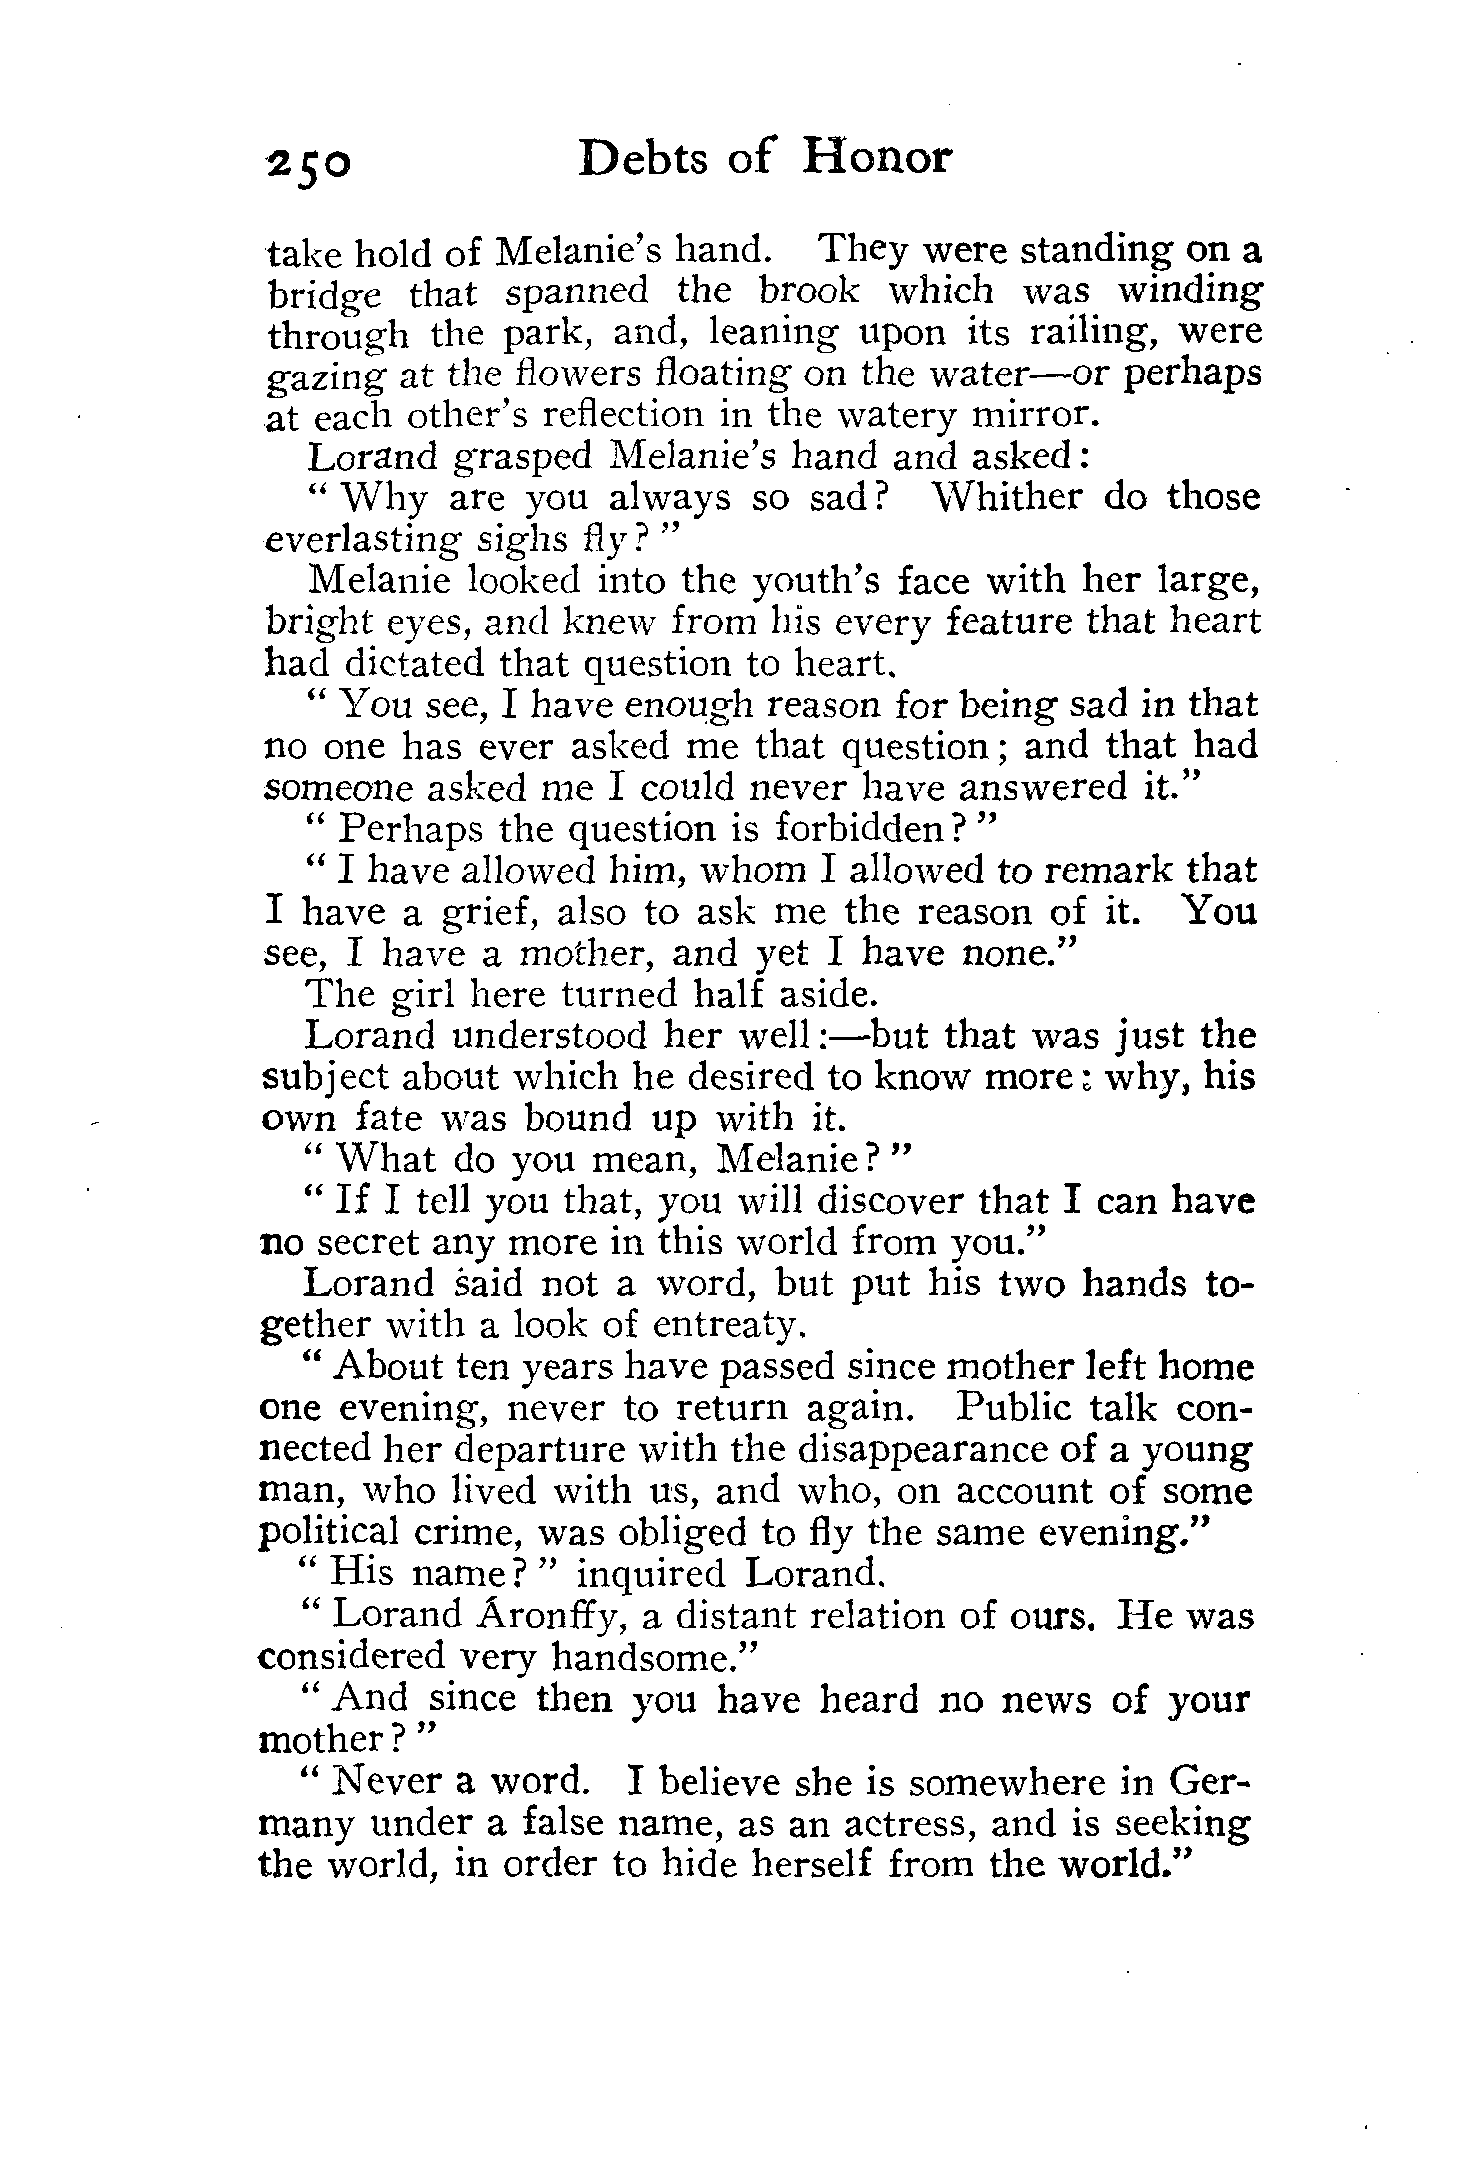 250 Debts of Honor
take hold of Melanie's hand. They were standing on a
bridge that spanned the brook which was winding
through the park, and, leaning upon its railing, were
gazing at the flowers floating on the water—or perhaps
at each other's reflection in the watery mirror.
Lorand grasped Melanie's hand and asked:
" Why are you always so sad? Whither do those
everlasting sighs fly? "
Melanie looked into the youth's face with her large,
bright eyes, and knew from his every feature that heart
had dictated that question to heart.
" You see, I have enough reason for being sad in that
no one has ever asked me that question; and that had
someone asked me I could never have answered it."
" Perhaps the question is forbidden? "
" I have allowed him, whom I allowed to remark that
I have a grief, also to ask me the reason of it. You
see, I have a mother, and yet I have none."
The girl here turned half aside.
Lorand understood her well:—but that was just the
subject about which he desired to know more: why, his
own fate was bound up with it.
" What do you mean, Melanie? "
" If I tell you that, you will discover that I can have
no secret any more in this world from you."
Lorand said not a word, but put his two hands to-
gether with a look of entreaty.
" About ten years have passed since mother left home
one evening, never to return again. Public talk con-
nected her departure with the disappearance of a young
man, who lived with us, and who, on account of some
political crime, was obliged to fly the same evening."
" His name? " inquired Lorand.
" Lorand Áronffy, a distant relation of ours. He was
considered very handsome."
" And since then you have heard no news of your
mother? "
" Never a word. I believe she is somewhere in Ger-
many under a false name, as an actress, and is seeking
the world, in order to hide herself from the world."